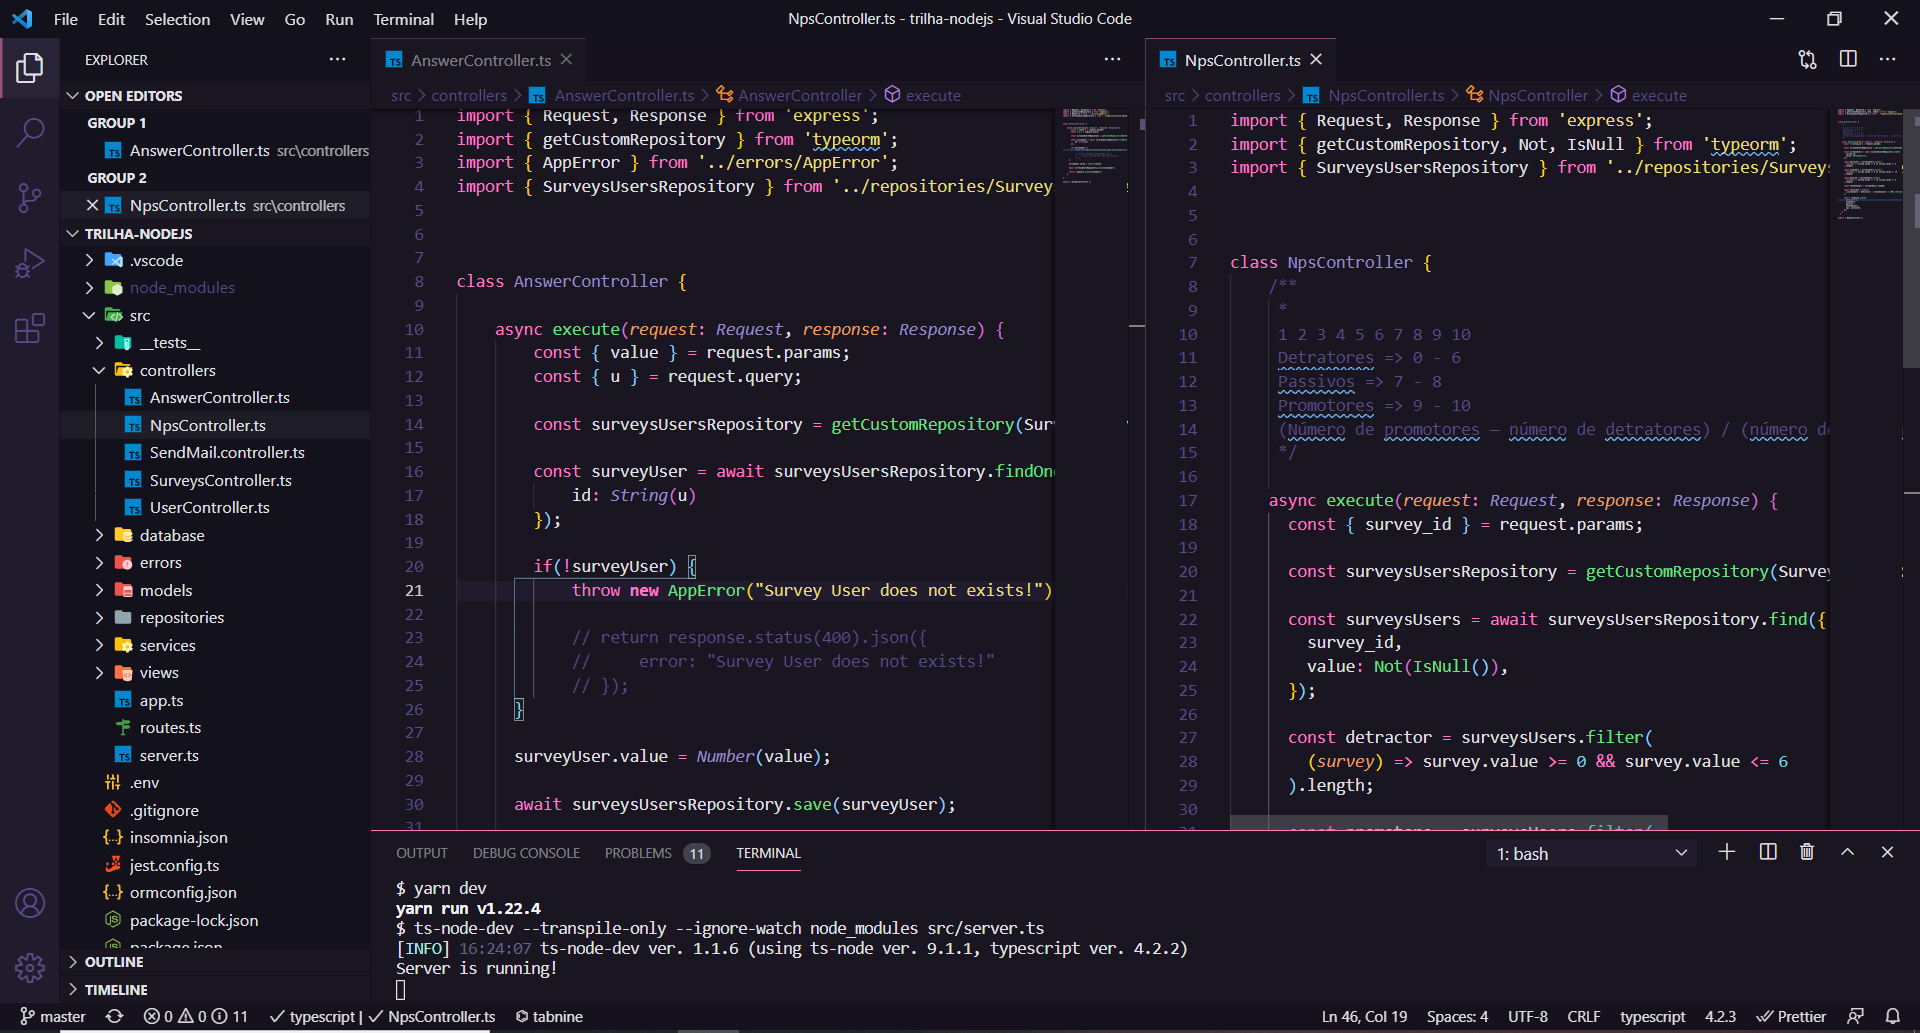 File Edit Selection View Go Run Terminal Help
NpsController.ts - trilha-nodejs - Visual Studio Code
EXPLORER
OPEN EDITORS
GROUP 1
AnswerController.ts src\controllers
GROUP 2
NpsController.ts src\controllers
TRILHA-NODEJS
.vscode
node_modules
src
__tests__
controllers
AnswerController.ts
NpsController.ts
SendMail.controller.ts
SurveysController.ts
UserController.ts
database
errors
models
repositories
services
views
app.ts
routes.ts
server.ts
.env
.gitignore
insomnia.json
jest.config.ts
ormconfig.json
package-lock.json
package.json
OUTLINE
TIMELINE
AnswerController.ts
src > controllers > AnswerController.ts > AnswerController > execute
1 import { Request, Response } from 'express';
2 import { getCustomRepository } from 'typeorm';
3 import { AppError } from '../errors/AppError';
4 import { SurveysUsersRepository } from '../repositories/Survey
5
6
7
8 class AnswerController {
9
10 async execute(request: Request, response: Response) {
11 const { value } = request.params;
12 const { u } = request.query;
13
14 const surveysUsersRepository = getCustomRepository(Sur
15
16 const surveyUser = await surveysUsersRepository.findOn
17 id: String(u)
18 });
19
20 if(!surveyUser) {
21 throw new AppError("Survey User does not exists!")
22
23 // return response.status(400).json({
24 // error: "Survey User does not exists!"
25 // });
26 }
27
28 surveyUser.value = Number(value);
29
30 await surveysUsersRepository.save(surveyUser);
31
NpsController.ts
src > controllers > NpsController.ts > NpsController > execute
1 import { Request, Response } from 'express';
2 import { getCustomRepository, Not, IsNull } from 'typeorm';
3 import { SurveysUsersRepository } from '../repositories/Surveys
4
5
6
7 class NpsController {
8 /**
9 *
10 1 2 3 4 5 6 7 8 9 10
11 Detratores => 0 - 6
12 Passivos => 7 - 8
13 Promotores => 9 - 10
14 (Número de promotores — número de detratores) / (número d
15 */
16
17 async execute(request: Request, response: Response) {
18 const { survey_id } = request.params;
19
20 const surveysUsersRepository = getCustomRepository(Survey
21
22 const surveysUsers = await surveysUsersRepository.find({
23 survey_id,
24 value: Not(IsNull()),
25 });
26
27 const detractor = surveysUsers.filter(
28 (survey) => survey.value >= 0 && survey.value <= 6
29 ).length;
30
OUTPUT DEBUG CONSOLE PROBLEMS 11 TERMINAL
1: bash
$ yarn dev
yarn run v1.22.4
$ ts-node-dev --transpile-only --ignore-watch node_modules src/server.ts
[INFO] 16:24:07 ts-node-dev ver. 1.1.6 (using ts-node ver. 9.1.1, typescript ver. 4.2.2)
Server is running!
master 0 0 11 typescript | NpsController.ts tabnine
Ln 46, Col 19 Spaces: 4 UTF-8 CRLF typescript 4.2.3 Prettier